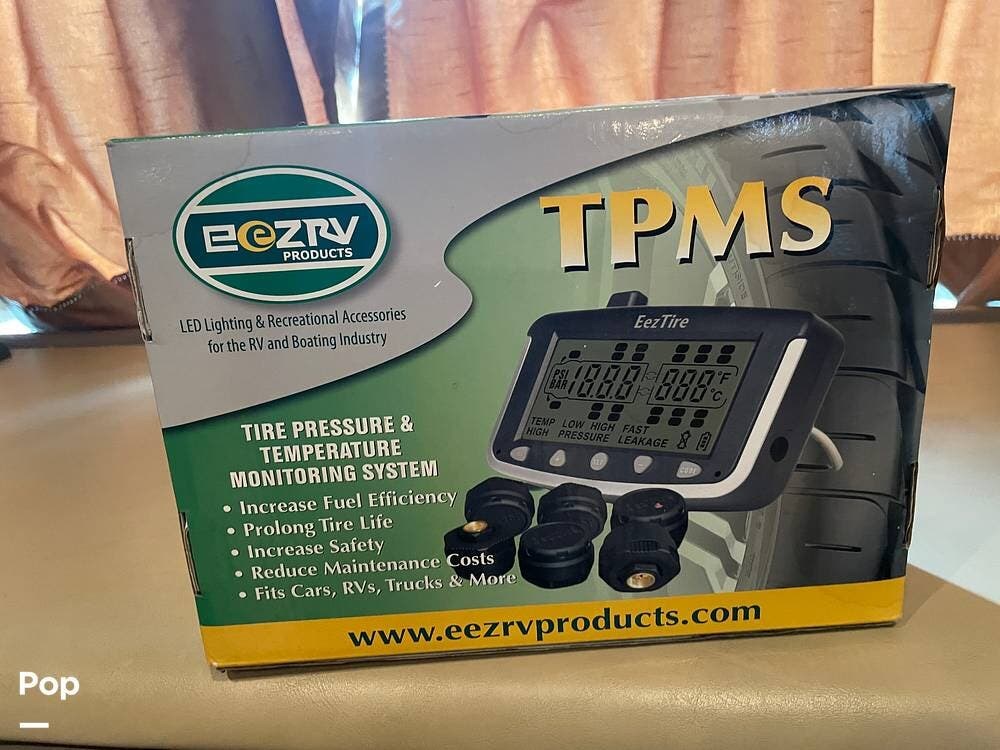 eezRV
PRODUCTS
LED Lighting & Recreational Accessories
for the RV and Boating Industry
TPMS
EezTire
PSI
BAR
188.8
888
°F
°C
TEMP LOW HIGH FAST
HIGH PRESSURE LEAKAGE
SET
CODE
TIRE PRESSURE &
TEMPERATURE
MONITORING SYSTEM
• Increase Fuel Efficiency
• Prolong Tire Life
• Increase Safety
• Reduce Maintenance Costs
• Fits Cars, RVs, Trucks & More
www.eezrvproducts.com
Pop